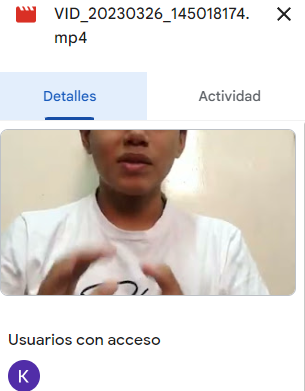 VID_20230326_145018174.
mp4
Detalles
Actividad
Usuarios con acceso
K